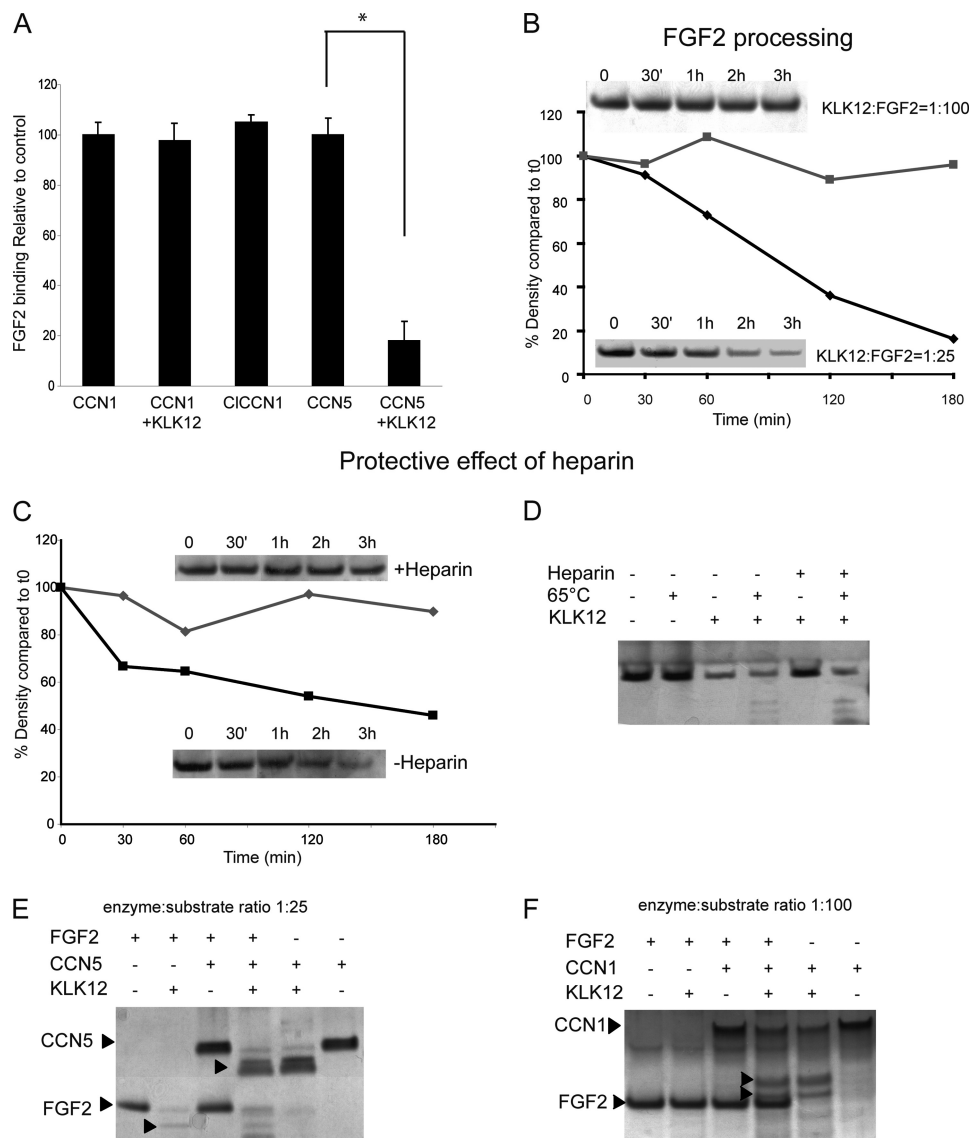 A
*
FGF2 binding Relative to control
120
100
80
60
40
20
0
CCN1
CCN1
+KLK12
ClCCN1
CCN5
CCN5
+KLK12
B
FGF2 processing
0 30' 1h 2h 3h
KLK12:FGF2=1:100
% Density compared to t0
120
100
80
60
40
20
0
0 30' 1h 2h 3h
KLK12:FGF2=1:25
0 30 60 120 180
Time (min)
Protective effect of heparin
C
% Density compared to t0
120
100
80
60
40
20
0
0 30' 1h 2h 3h
+Heparin
0 30' 1h 2h 3h
-Heparin
0 30 60 120 180
Time (min)
D
Heparin - - - - + +
65°C - + - + - +
KLK12 - - + + + +
E
enzyme:substrate ratio 1:25
FGF2 + + + + - -
CCN5 - - + + + +
KLK12 - + - + + -
CCN5
FGF2
F
enzyme:substrate ratio 1:100
FGF2 + + + + - -
CCN1 - - + + + +
KLK12 - + - + + -
CCN1
FGF2